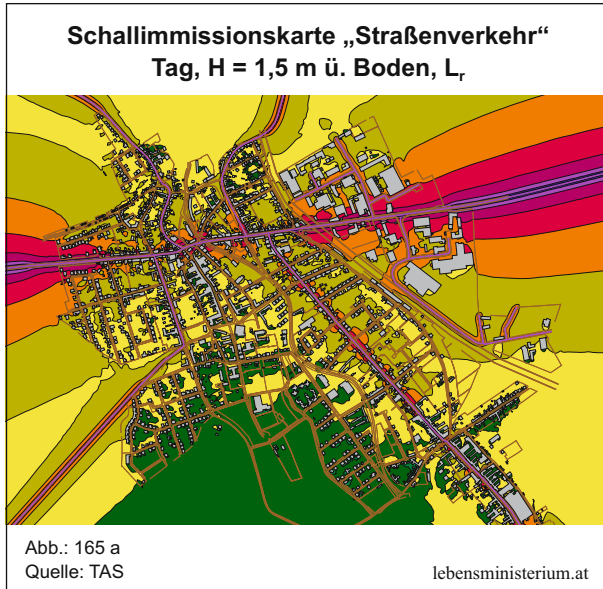 Schallimmissionskarte „Straßenverkehr“
Tag, H = 1,5 m ü. Boden, Lr
Abb.: 165 a
Quelle: TAS
lebensministerium.at